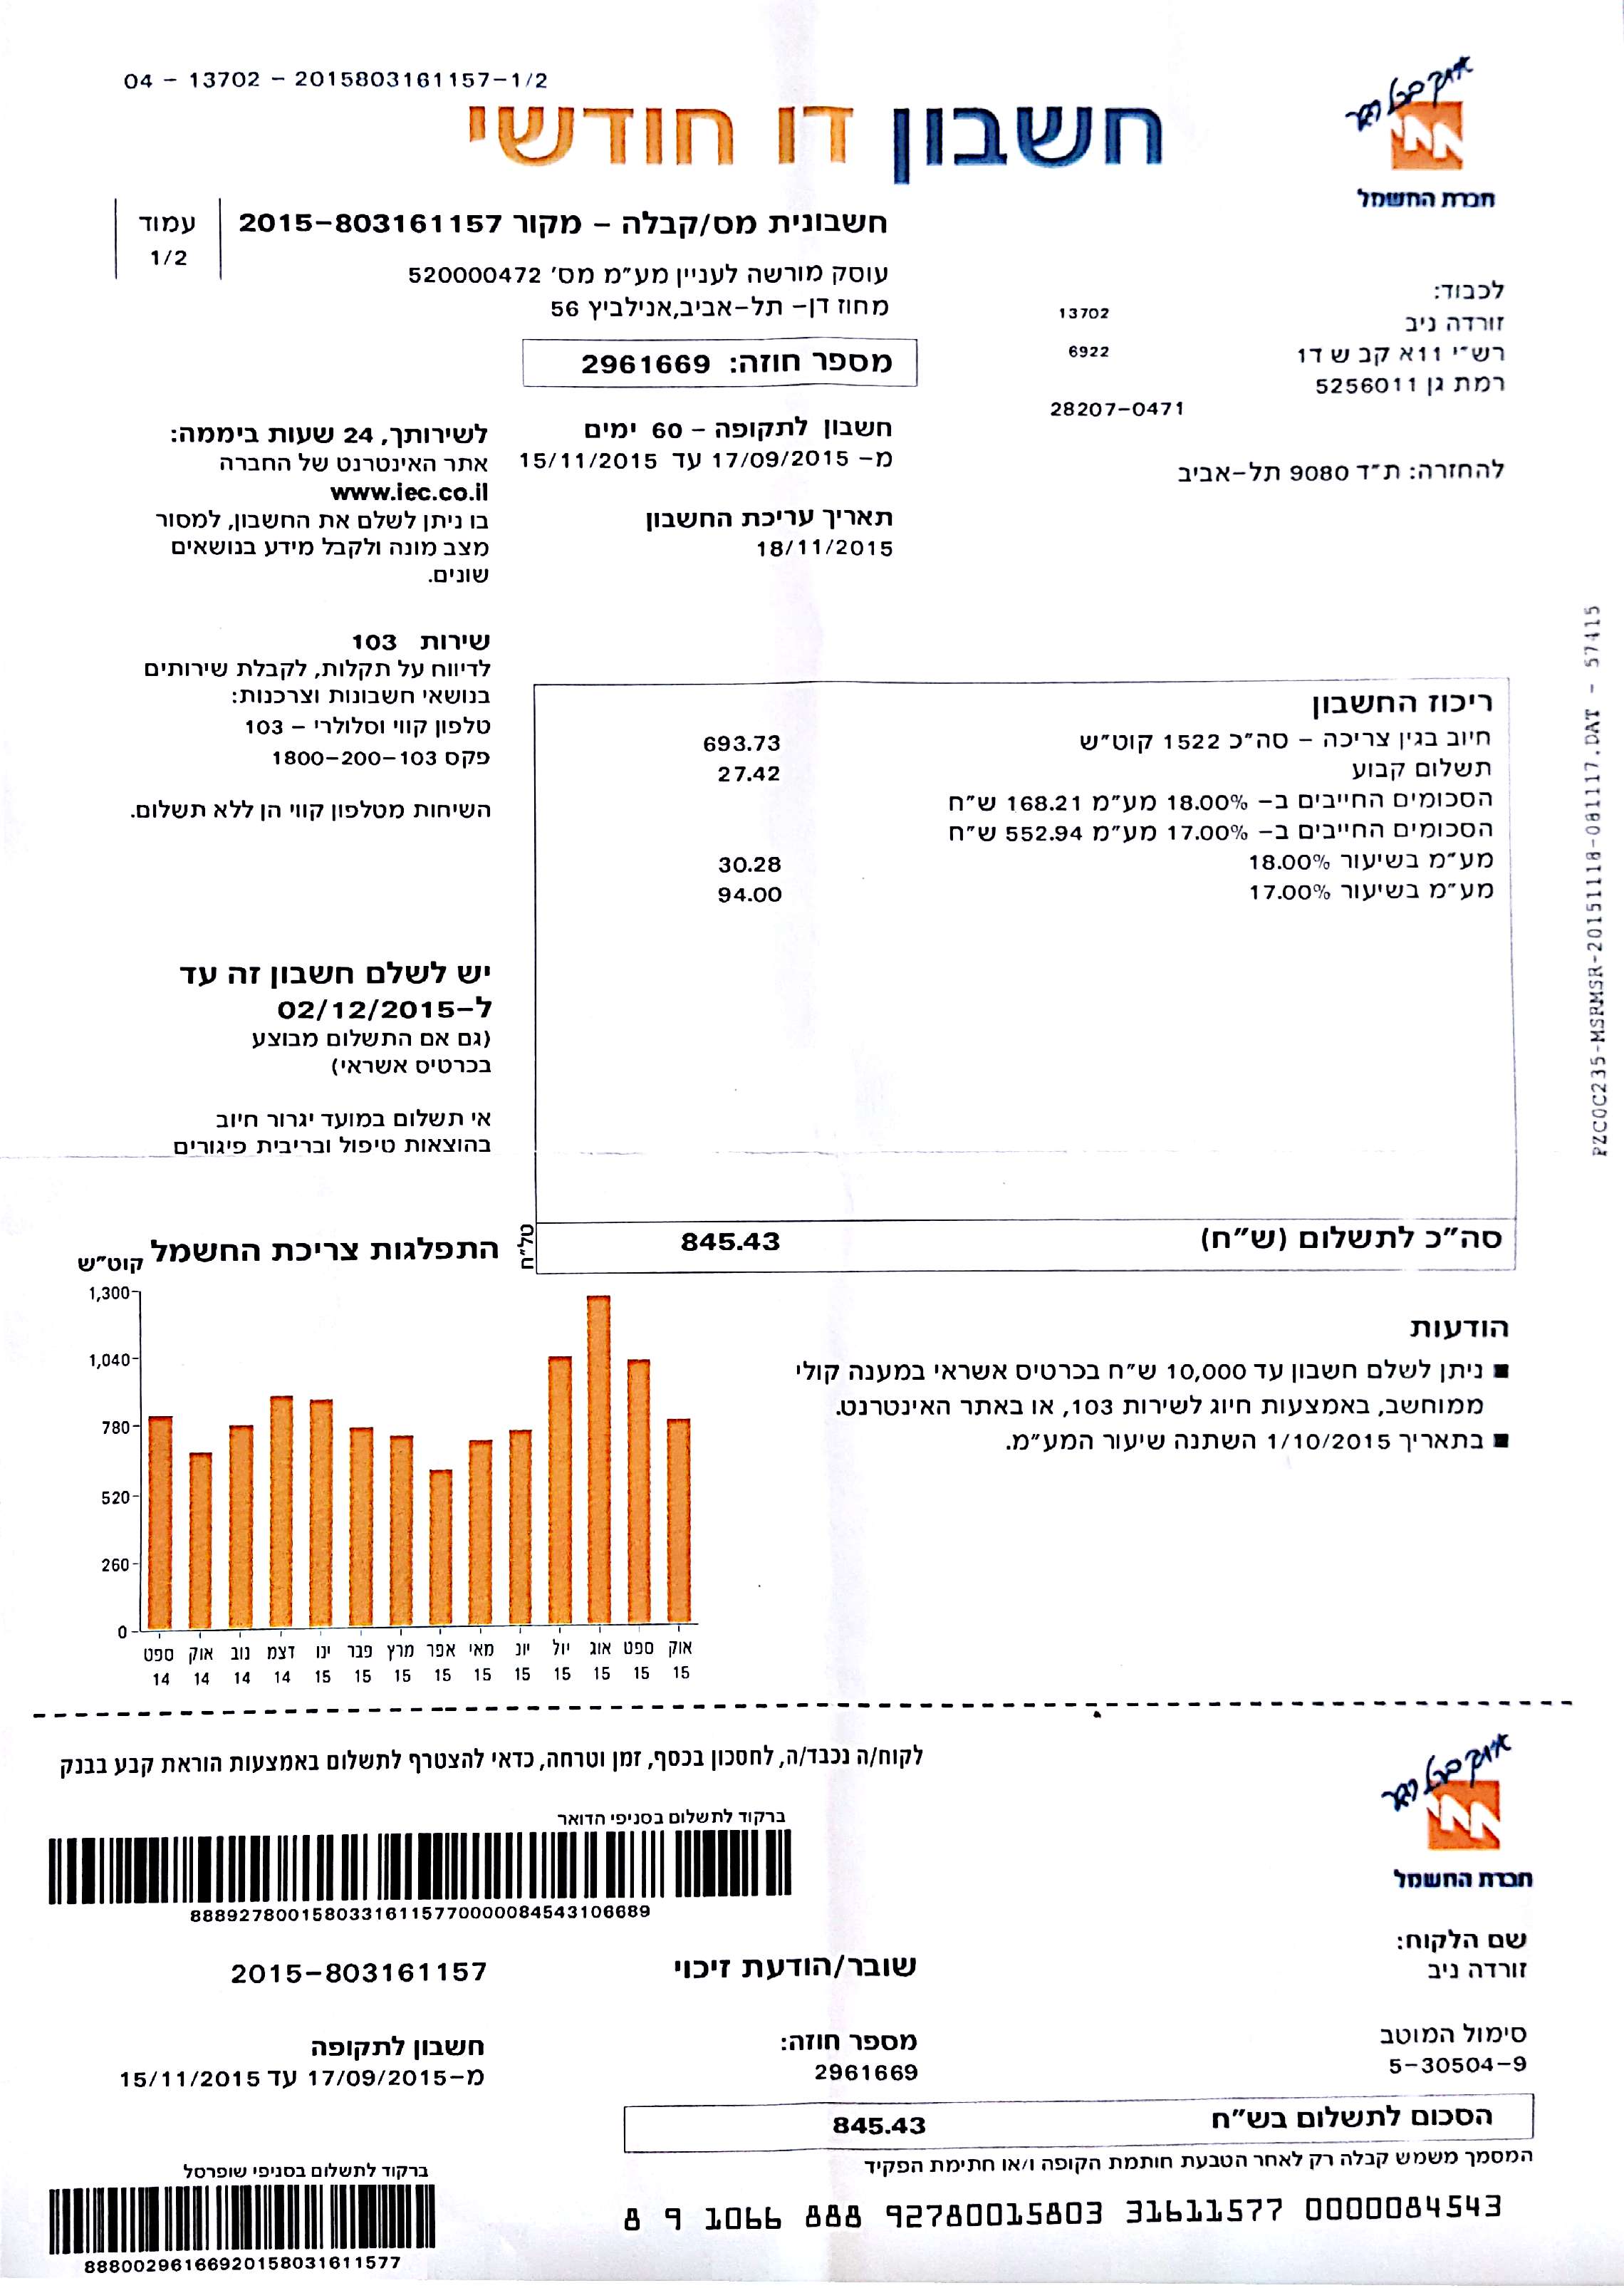 04 - 13702 - 2015803161157-1/2
חשבון דו חודשי
חברת החשמל
חשבונית מס/קבלה - מקור 2015-803161157
עמוד
1/2
עוסק מורשה לעניין מע"מ מס' 520000472
מחוז דן- תל-אביב,אנילביץ 56
מספר חוזה: 2961669
לכבוד:
זורדה ניב
רש"י 11א קב ש דו
רמת גן 5256011
13702
6922
28207-0471
להחזרה: ת"ד 9080 תל-אביב
חשבון לתקופה - 60 ימים
מ- 17/09/2015 עד 15/11/2015
תאריך עריכת החשבון
18/11/2015
לשירותך, 24 שעות ביממה:
אתר האינטרנט של החברה
www.iec.co.il
בו ניתן לשלם את החשבון, למסור
מצב מונה ולקבל מידע בנושאים
שונים.
שירות 103
לדיווח על תקלות, לקבלת שירותים
בנושאי חשבונות וצרכנות:
טלפון קווי וסלולרי - 103
פקס 1800-200-103
השיחות מטלפון קווי הן ללא תשלום.
ריכוז החשבון
חיוב בגין צריכה - סה"כ 1522 קוט"ש 693.73
תשלום קבוע 27.42
הסכומים החייבים ב- 18.00% מע"מ 168.21 ש"ח
הסכומים החייבים ב- 17.00% מע"מ 552.94 ש"ח
מע"מ בשיעור 18.00% 30.28
מע"מ בשיעור 17.00% 94.00
יש לשלם חשבון זה עד
ל-02/12/2015
(גם אם התשלום מבוצע
בכרטיס אשראי)
אי תשלום במועד יגרור חיוב
בהוצאות טיפול ובריבית פיגורים
סה"כ לתשלום (ש"ח) 845.43
טל"ח
PZC0C235-MSRMSR-20151118-081117.DAT - 57415
התפלגות צריכת החשמל
קוט"ש
1,300
1,040
780
520
260
0
ספט אוק נוב דצמ ינו פבר מרץ אפר מאי יונ יול אוג ספט אוק
14 14 14 14 15 15 15 15 15 15 15 15 15 15
הודעות
■ ניתן לשלם חשבון עד 10,000 ש"ח בכרטיס אשראי במענה קולי
ממוחשב, באמצעות חיוג לשירות 103, או באתר האינטרנט.
■ בתאריך 1/10/2015 השתנה שיעור המע"מ.
לקוח/ה נכבד/ה, לחסכון בכסף, זמן וטרחה, כדאי להצטרף לתשלום באמצעות הוראת קבע בבנק
חברת החשמל
ברקוד לתשלום בסניפי הדואר
88892780015803316115770000084543106689
שם הלקוח:
זורדה ניב
שובר/הודעת זיכוי
2015-803161157
סימול המוטב
5-30504-9
מספר חוזה:
2961669
חשבון לתקופה
מ-17/09/2015 עד 15/11/2015
הסכום לתשלום בש"ח 845.43
המסמך משמש קבלה רק לאחר הטבעת חותמת הקופה ו/או חתימת הפקיד
ברקוד לתשלום בסניפי שופרסל
8880029616692015803161157​7
8 9 1066 888 92780015803 31611577 0000084543